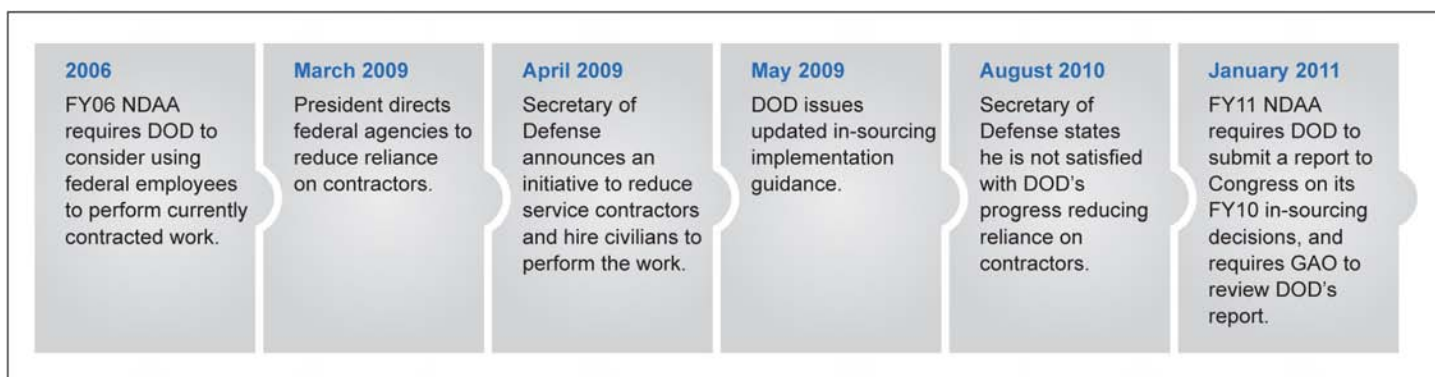 2006
FY06 NDAA
requires DOD to
consider using
federal employees
to perform currently
contracted work.
March 2009
President directs
federal agencies to
reduce reliance
on contractors.
April 2009
Secretary of
Defense
announces an
initiative to reduce
service contractors
and hire civilians to
perform the work.
May 2009
DOD issues
updated in-sourcing
implementation
guidance.
August 2010
Secretary of
Defense states
he is not satisfied
with DOD’s
progress reducing
reliance on
contractors.
January 2011
FY11 NDAA
requires DOD to
submit a report to
Congress on its
FY10 in-sourcing
decisions, and
requires GAO to
review DOD’s
report.